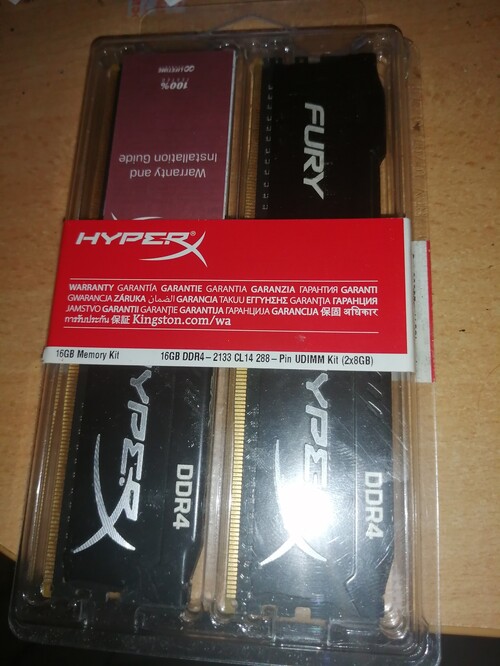 100%
Warranty and
Installation Guide
FURY
HYPERX
WARRANTY GARANTÍA GARANTIE GARANTIA GARANZIA ГАРАНТИЯ GARANTI
GWARANCJA ZÁRUKA الضمان GARANCIA TAKUU ΕΓΓΥΗΣΗΣ GARANȚIA ГАРАНЦИЯ
JAMSTVO GARANTII GARANTIE GARANTIJA ГАРАНЦИЈА GARANCIJA 保固
การรับประกัน 保証 Kingston.com/wa
16GB Memory Kit
16GB DDR4 – 2133 CL14 288 – Pin UDIMM Kit (2x8GB)
HYPERX
DDR4
HYPERX
DDR4